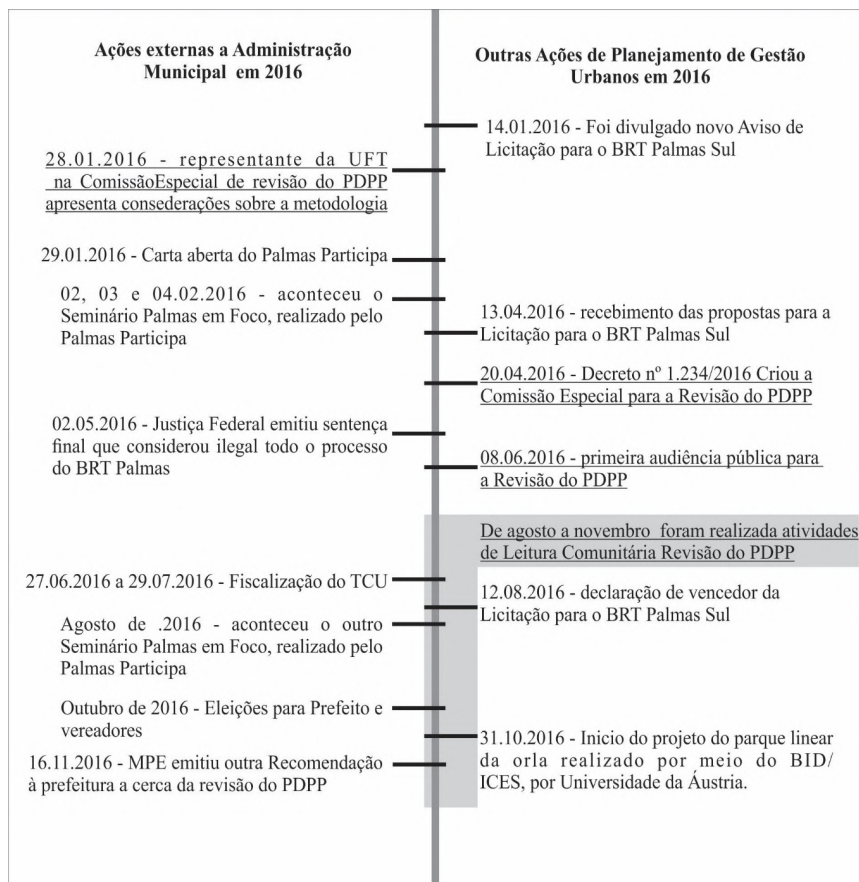 Ações externas a Administração
Municipal em 2016
28.01.2016 - representante da UFT
na ComissãoEspecial de revisão do PDPP
apresenta consederações sobre a metodologia
29.01.2016 - Carta aberta do Palmas Participa
02, 03 e 04.02.2016 - aconteceu o
Seminário Palmas em Foco, realizado pelo
Palmas Participa
02.05.2016 - Justiça Federal emitiu sentença
final que considerou ilegal todo o processo
do BRT Palmas
27.06.2016 a 29.07.2016 - Fiscalização do TCU
Agosto de .2016 - aconteceu o outro
Seminário Palmas em Foco, realizado pelo
Palmas Participa
Outubro de 2016 - Eleições para Prefeito e
vereadores
16.11.2016 - MPE emitiu outra Recomendação
à prefeitura a cerca da revisão do PDPP
Outras Ações de Planejamento de Gestão
Urbanos em 2016
14.01.2016 - Foi divulgado novo Aviso de
Licitação para o BRT Palmas Sul
13.04.2016 - recebimento das propostas para a
Licitação para o BRT Palmas Sul
20.04.2016 - Decreto nº 1.234/2016 Criou a
Comissão Especial para a Revisão do PDPP
08.06.2016 - primeira audiência pública para
a Revisão do PDPP
De agosto a novembro foram realizada atividades
de Leitura Comunitária Revisão do PDPP
12.08.2016 - declaração de vencedor da
Licitação para o BRT Palmas Sul
31.10.2016 - Inicio do projeto do parque linear
da orla realizado por meio do BID/
ICES, por Universidade da Áustria.